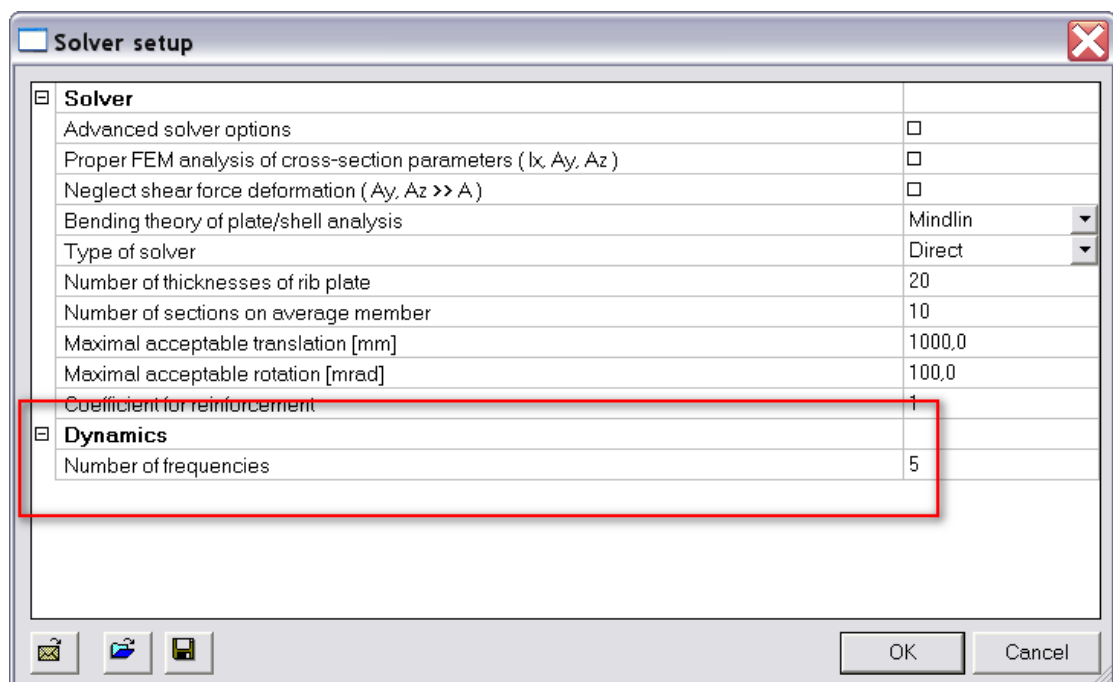 Solver setup
Solver
Advanced solver options
Proper FEM analysis of cross-section parameters ( Ix, Ay, Az )
Neglect shear force deformation ( Ay, Az >> A )
Bending theory of plate/shell analysis Mindlin
Type of solver Direct
Number of thicknesses of rib plate 20
Number of sections on average member 10
Maximal acceptable translation [mm] 1000,0
Maximal acceptable rotation [mrad] 100,0
Coefficient for reinforcement 1
Dynamics
Number of frequencies 5
OK Cancel